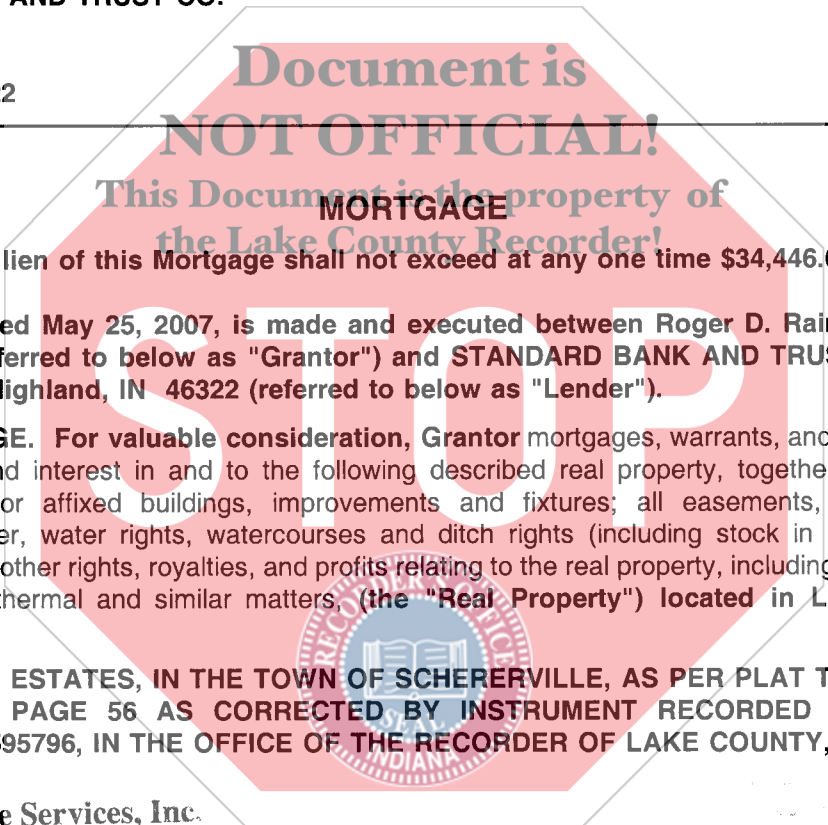 AND TRUST CO.
Document is
2
NOT OFFICIAL!
This Document is the property of
MORTGAGE
the Lake County Recorder!
lien of this Mortgage shall not exceed at any one time $34,446.
ed May 25, 2007, is made and executed between Roger D. Rai
ferred to below as "Grantor") and STANDARD BANK AND TRUS
Highland, IN 46322 (referred to below as "Lender").
STOP
GE. For valuable consideration, Grantor mortgages, warrants, and
nd interest in and to the following described real property, togethe
or affixed buildings, improvements and fixtures; all easements,
er, water rights, watercourses and ditch rights (including stock in
other rights, royalties, and profits relating to the real property, including
thermal and similar matters, (the "Real Property") located in L
RECORDER'S OFFICE
SEAL
INDIANA
ESTATES, IN THE TOWN OF SCHERERVILLE, AS PER PLAT T
PAGE 56 AS CORRECTED BY INSTRUMENT RECORDED
595796, IN THE OFFICE OF THE RECORDER OF LAKE COUNTY,
e Services, Inc.